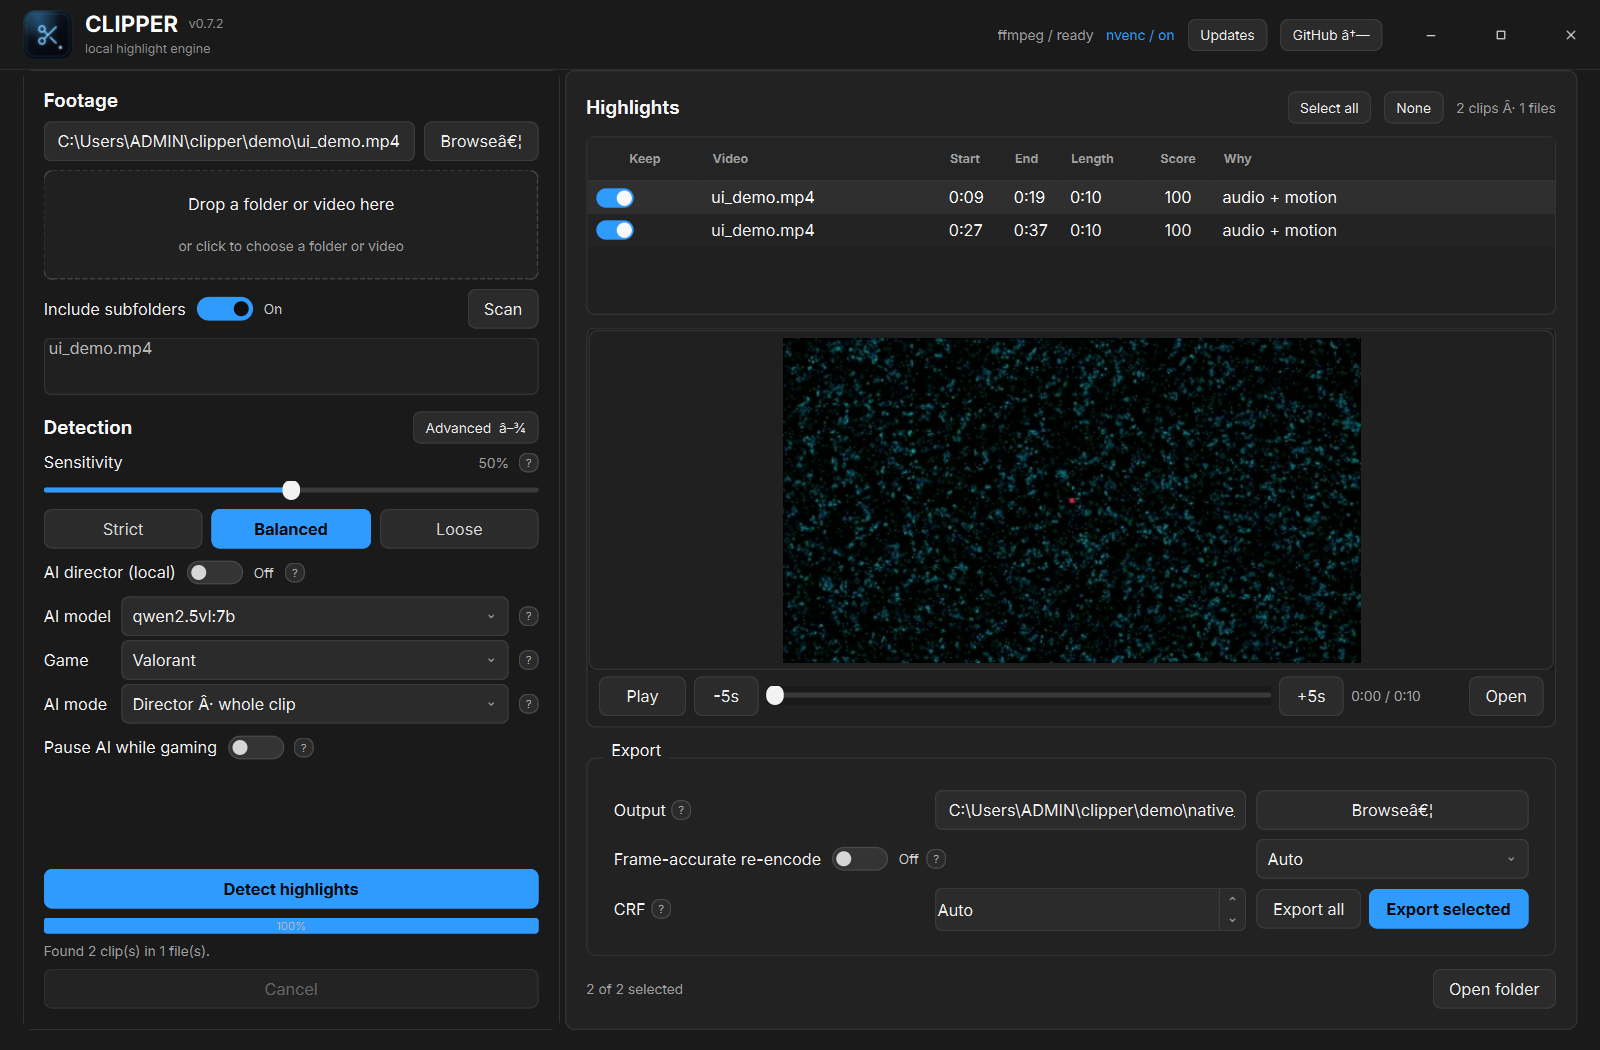 CLIPPER v0.7.2
local highlight engine
ffmpeg / ready nvenc / on Updates GitHub â†—
Footage
C:\Users\ADMIN\clipper\demo\ui_demo.mp4 Browseâ€¦
Drop a folder or video here
or click to choose a folder or video
Include subfolders On Scan
ui_demo.mp4
Detection Advanced â–¾
Sensitivity 50% ?
Strict Balanced Loose
AI director (local) Off ?
AI model qwen2.5vl:7b ?
Game Valorant ?
AI mode Director Â· whole clip ?
Pause AI while gaming ?
Detect highlights
100%
Found 2 clip(s) in 1 file(s).
Cancel
Highlights Select all None 2 clips Â· 1 files
Keep Video Start End Length Score Why
ui_demo.mp4 0:09 0:19 0:10 100 audio + motion
ui_demo.mp4 0:27 0:37 0:10 100 audio + motion
Play -5s +5s 0:00 / 0:10 Open
Export
Output ? C:\Users\ADMIN\clipper\demo\native_ Browseâ€¦
Frame-accurate re-encode Off ? Auto
CRF ? Auto Export all Export selected
2 of 2 selected Open folder